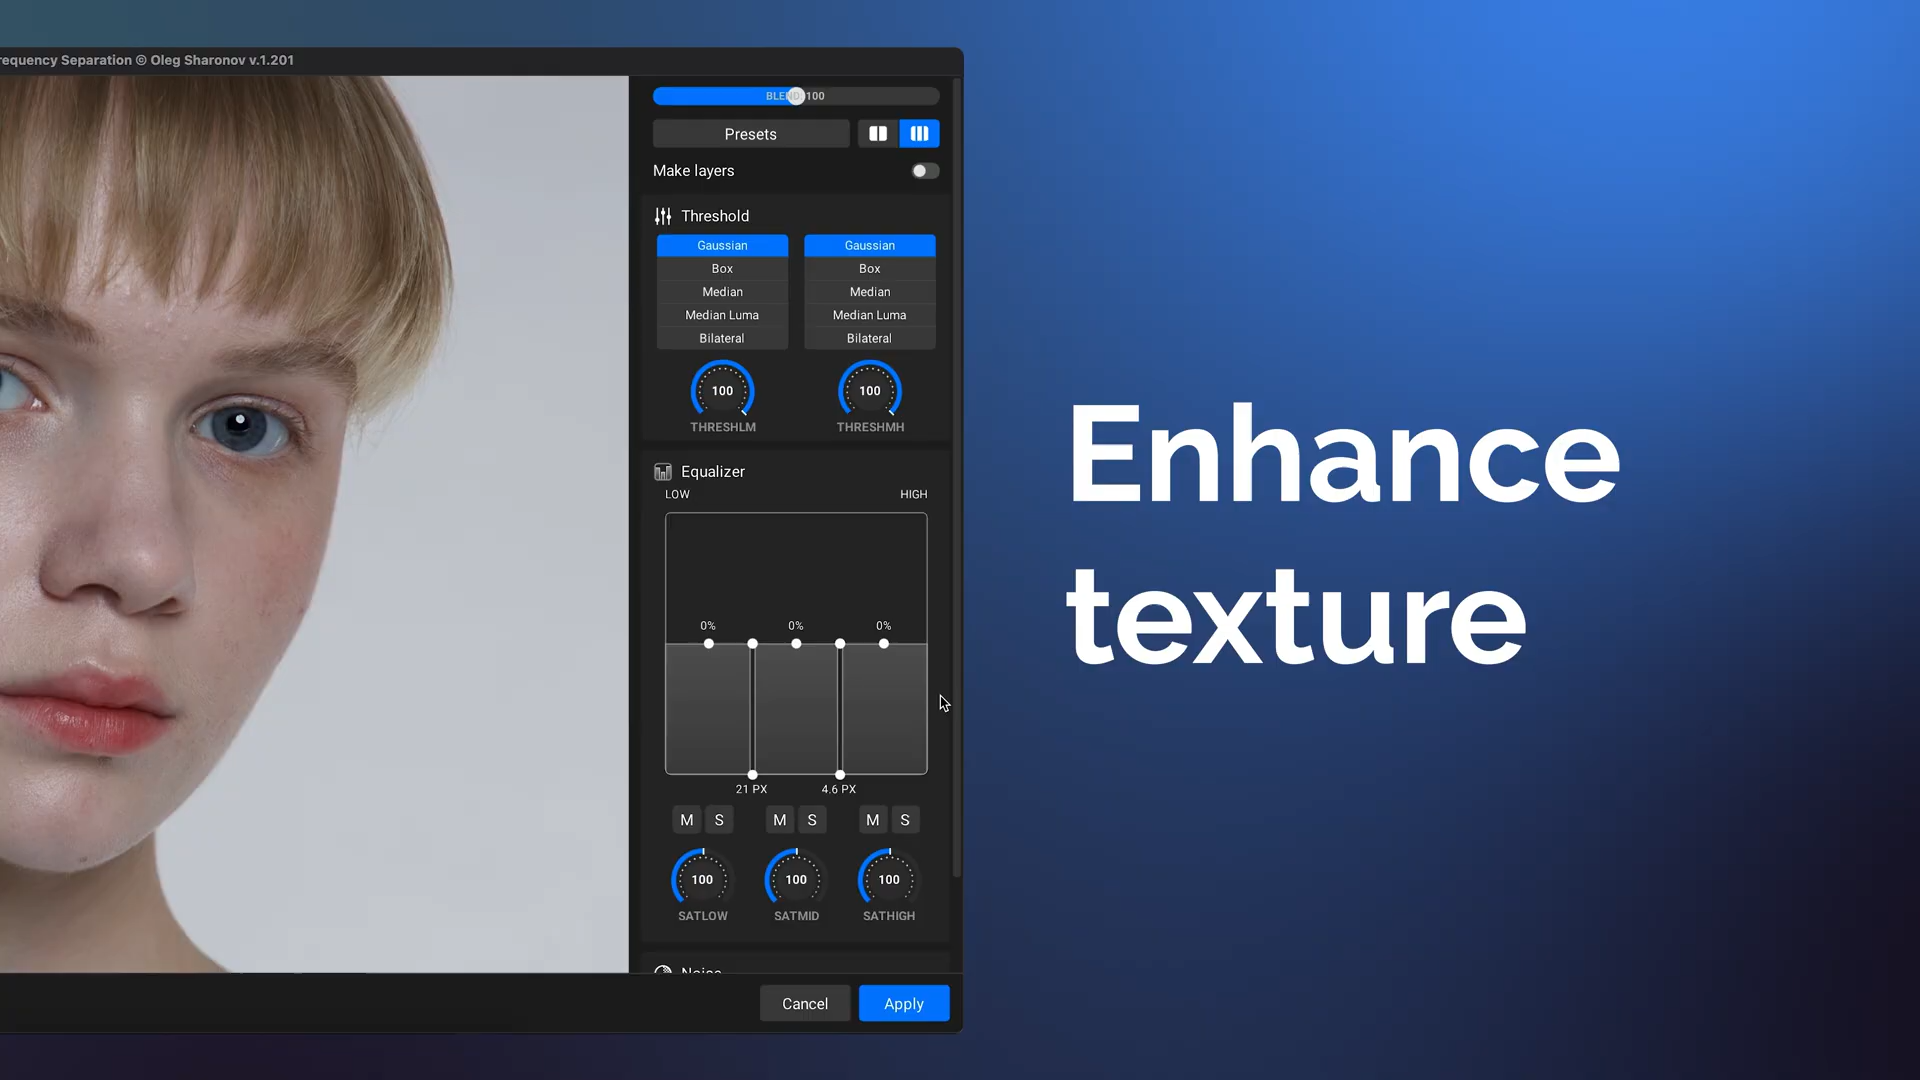 requency Separation © Oleg Sharonov v.1.201
BLEND: 100
Presets
Make layers
Threshold
Gaussian Gaussian
Box Box
Median Median
Median Luma Median Luma
Bilateral Bilateral
100 100
THRESHLM THRESHMH
Equalizer
LOW HIGH
0% 0% 0%
21 PX 4.6 PX
M S M S M S
100 100 100
SATLOW SATMID SATHIGH
Noise
Cancel Apply
Enhance
texture